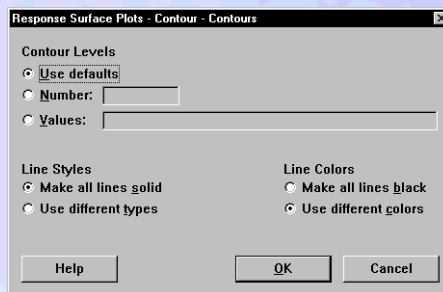 Response Surface Plots - Contour - Contours
Contour Levels
Use defaults
Number:
Values:
Line Styles
Make all lines solid
Use different types
Line Colors
Make all lines black
Use different colors
Help
OK
Cancel